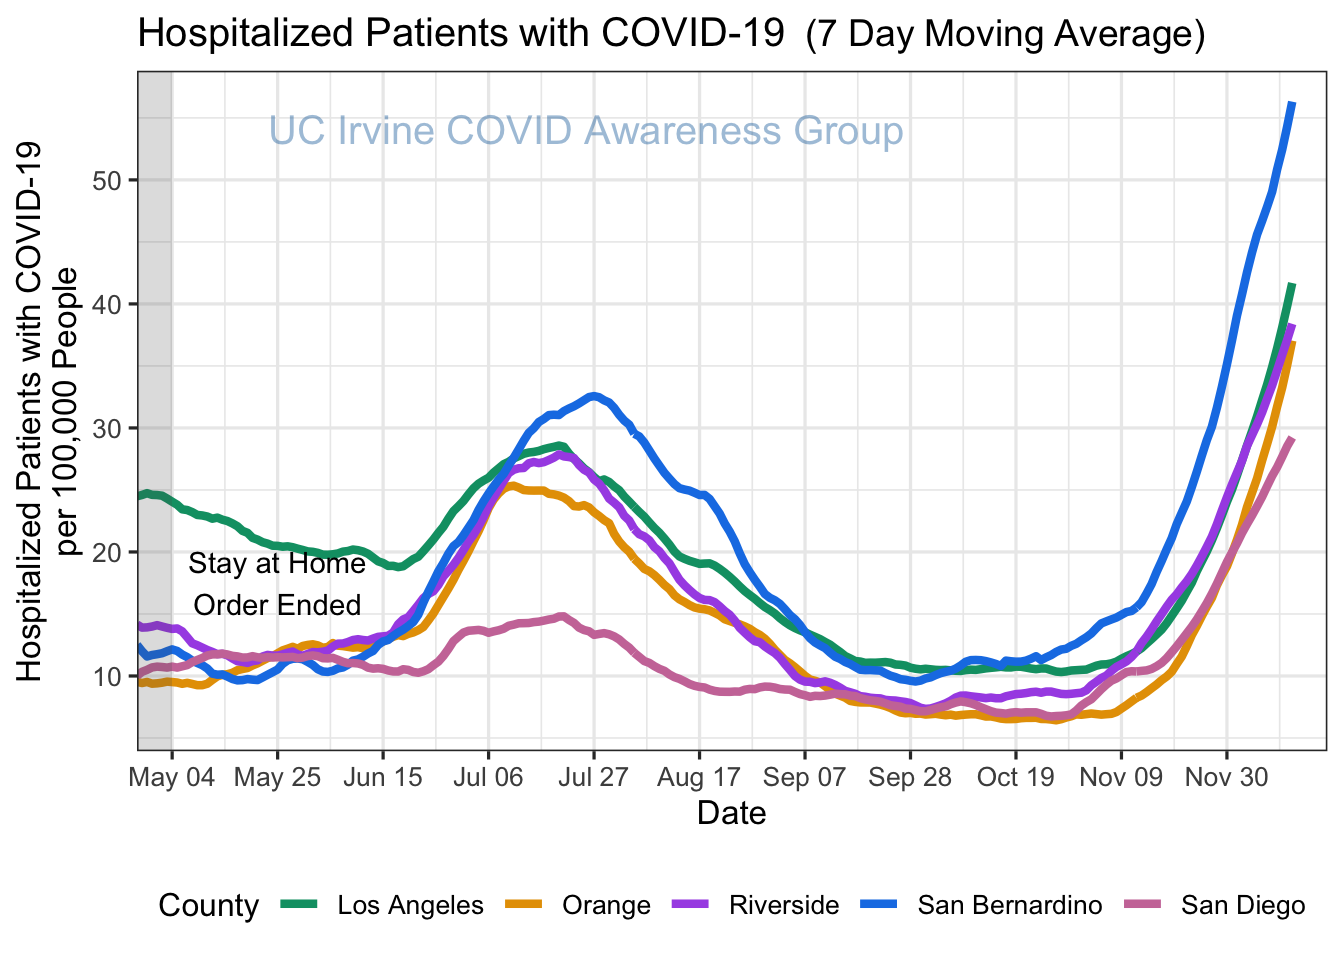 Hospitalized Patients with COVID-19  (7 Day Moving Average)
UC Irvine COVID Awareness Group
Hospitalized Patients with COVID-19
per 100,000 People
50
40
30
20
10
Stay at Home
Order Ended
May 04 May 25 Jun 15 Jul 06 Jul 27 Aug 17 Sep 07 Sep 28 Oct 19 Nov 09 Nov 30
Date
County Los Angeles Orange Riverside San Bernardino San Diego